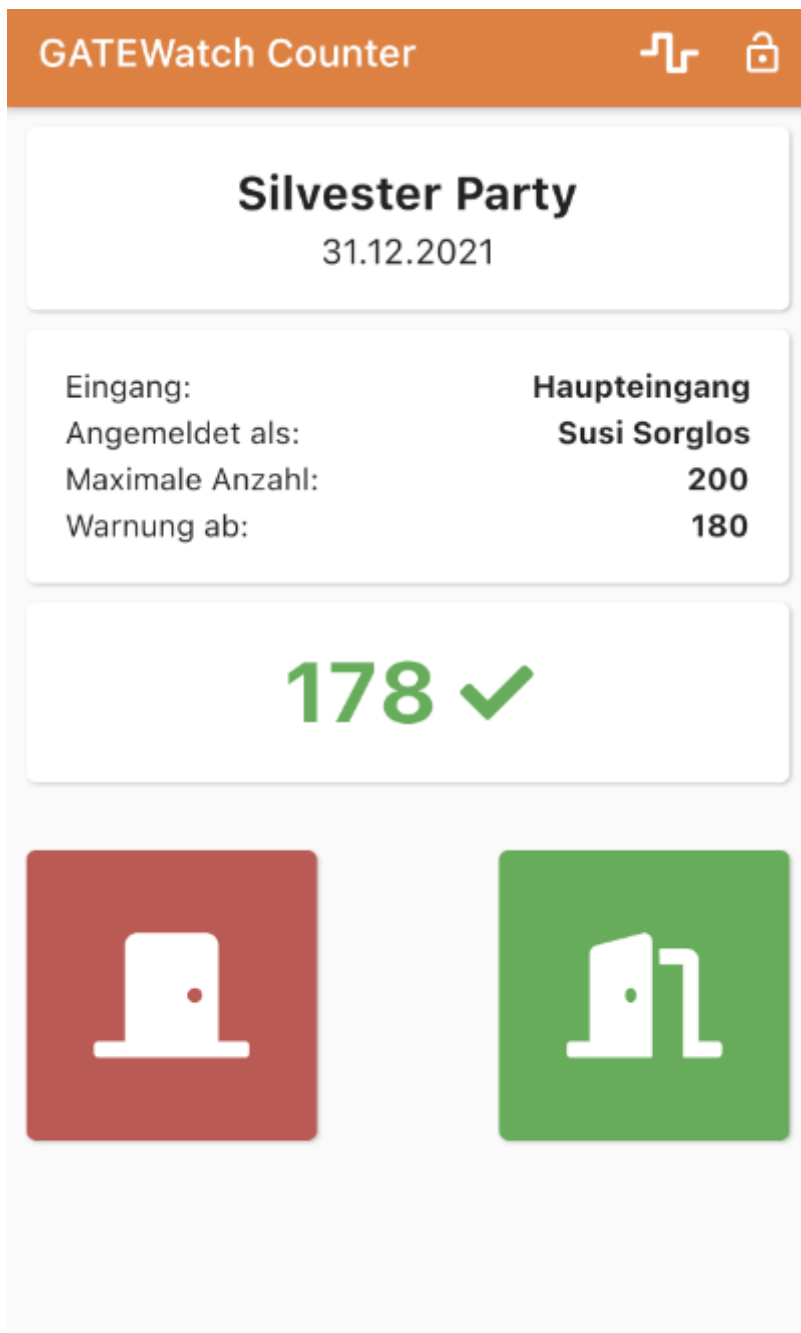 GATEWatch Counter
Silvester Party
31.12.2021
Eingang: Haupteingang
Angemeldet als: Susi Sorglos
Maximale Anzahl: 200
Warnung ab: 180
178